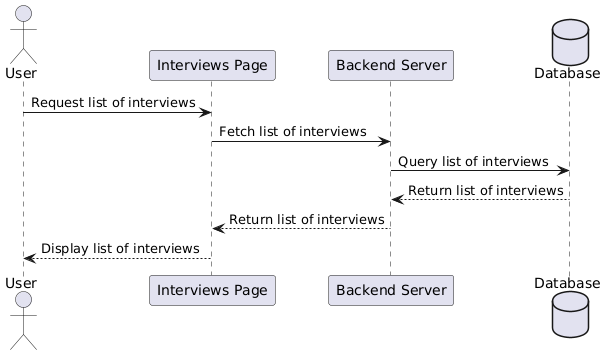 User
Interviews Page
Backend Server
Database
Request list of interviews
Fetch list of interviews
Query list of interviews
Return list of interviews
Return list of interviews
Display list of interviews
User
Interviews Page
Backend Server
Database